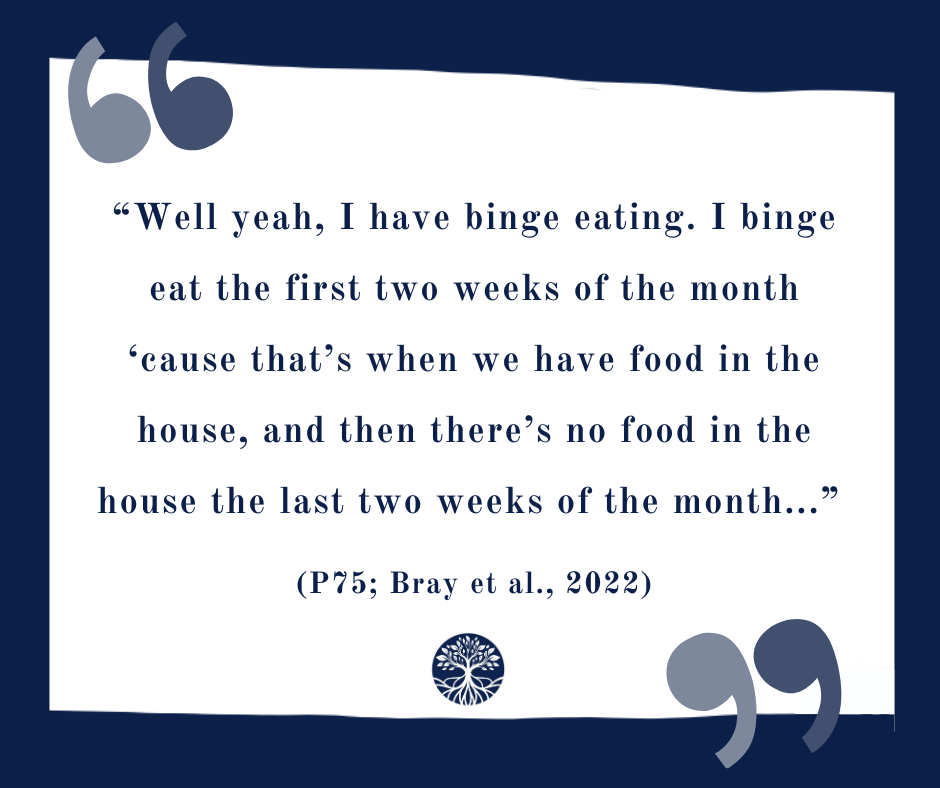 “Well yeah, I have binge eating. I binge
eat the first two weeks of the month
‘cause that’s when we have food in the
house, and then there’s no food in the
house the last two weeks of the month...”
(P75; Bray et al., 2022)